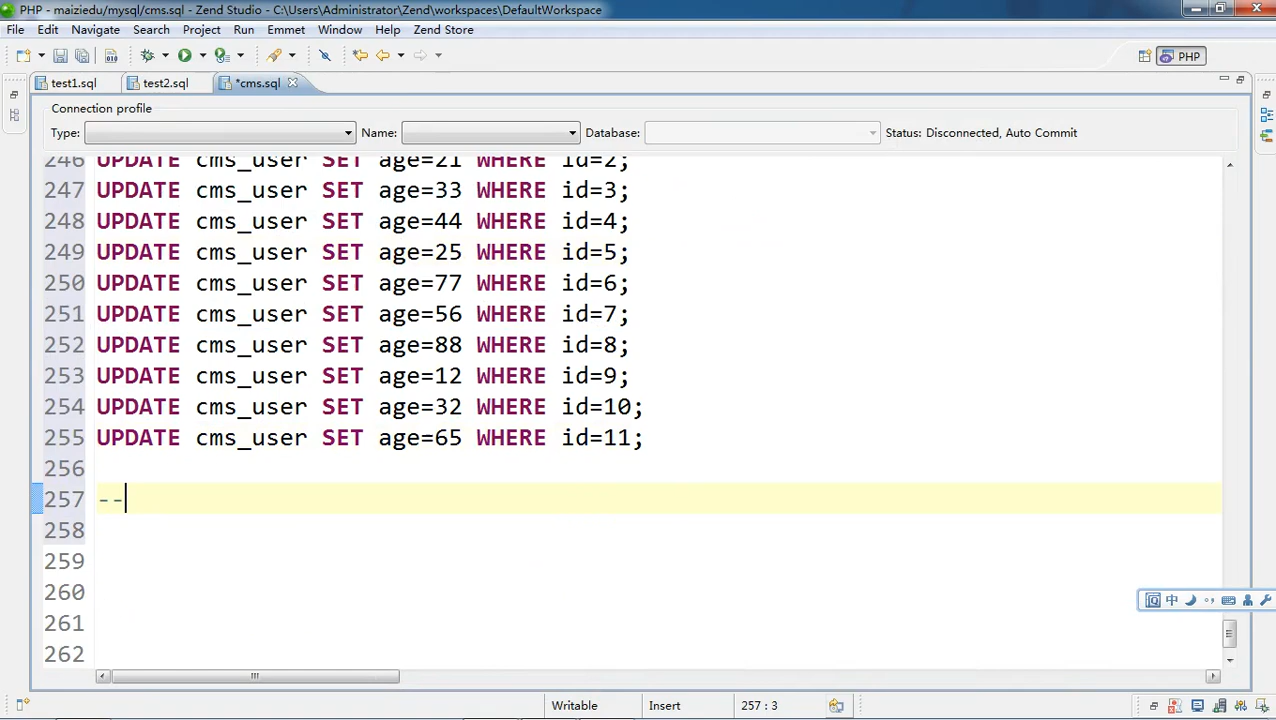 PHP - maiziedu/mysql/cms.sql - Zend Studio - C:\Users\Administrator\Zend\workspaces\DefaultWorkspace
File Edit Navigate Search Project Run Emmet Window Help Zend Store
PHP
test1.sql test2.sql *cms.sql
Connection profile
Type: Name: Database: Status: Disconnected, Auto Commit
246 UPDATE cms_user SET age=21 WHERE id=2;
247 UPDATE cms_user SET age=33 WHERE id=3;
248 UPDATE cms_user SET age=44 WHERE id=4;
249 UPDATE cms_user SET age=25 WHERE id=5;
250 UPDATE cms_user SET age=77 WHERE id=6;
251 UPDATE cms_user SET age=56 WHERE id=7;
252 UPDATE cms_user SET age=88 WHERE id=8;
253 UPDATE cms_user SET age=12 WHERE id=9;
254 UPDATE cms_user SET age=32 WHERE id=10;
255 UPDATE cms_user SET age=65 WHERE id=11;
256
257 --
258
259
260
261
262
中
Writable Insert 257 : 3